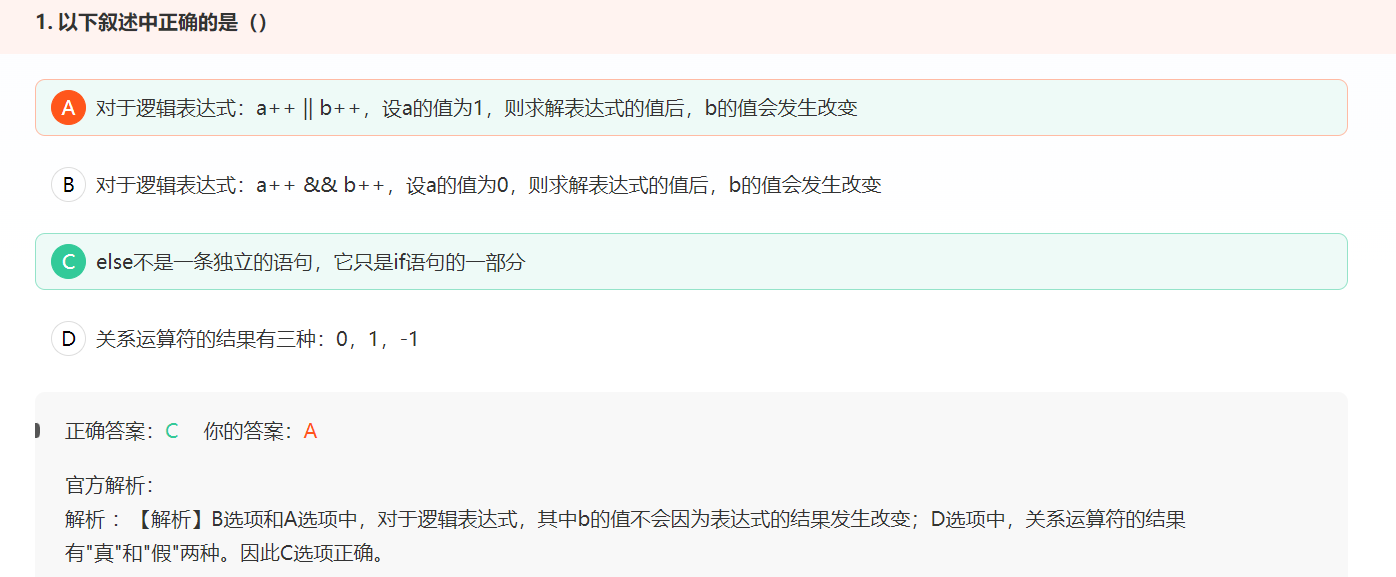 1. 以下叙述中正确的是（）
A 对于逻辑表达式：a++ || b++，设a的值为1，则求解表达式的值后，b的值会发生改变
B 对于逻辑表达式：a++ && b++，设a的值为0，则求解表达式的值后，b的值会发生改变
C else不是一条独立的语句，它只是if语句的一部分
D 关系运算符的结果有三种：0，1，-1
正确答案：C 你的答案：A
官方解析：
解析 ：【解析】B选项和A选项中，对于逻辑表达式，其中b的值不会因为表达式的结果发生改变；D选项中，关系运算符的结果
有"真"和"假"两种。因此C选项正确。